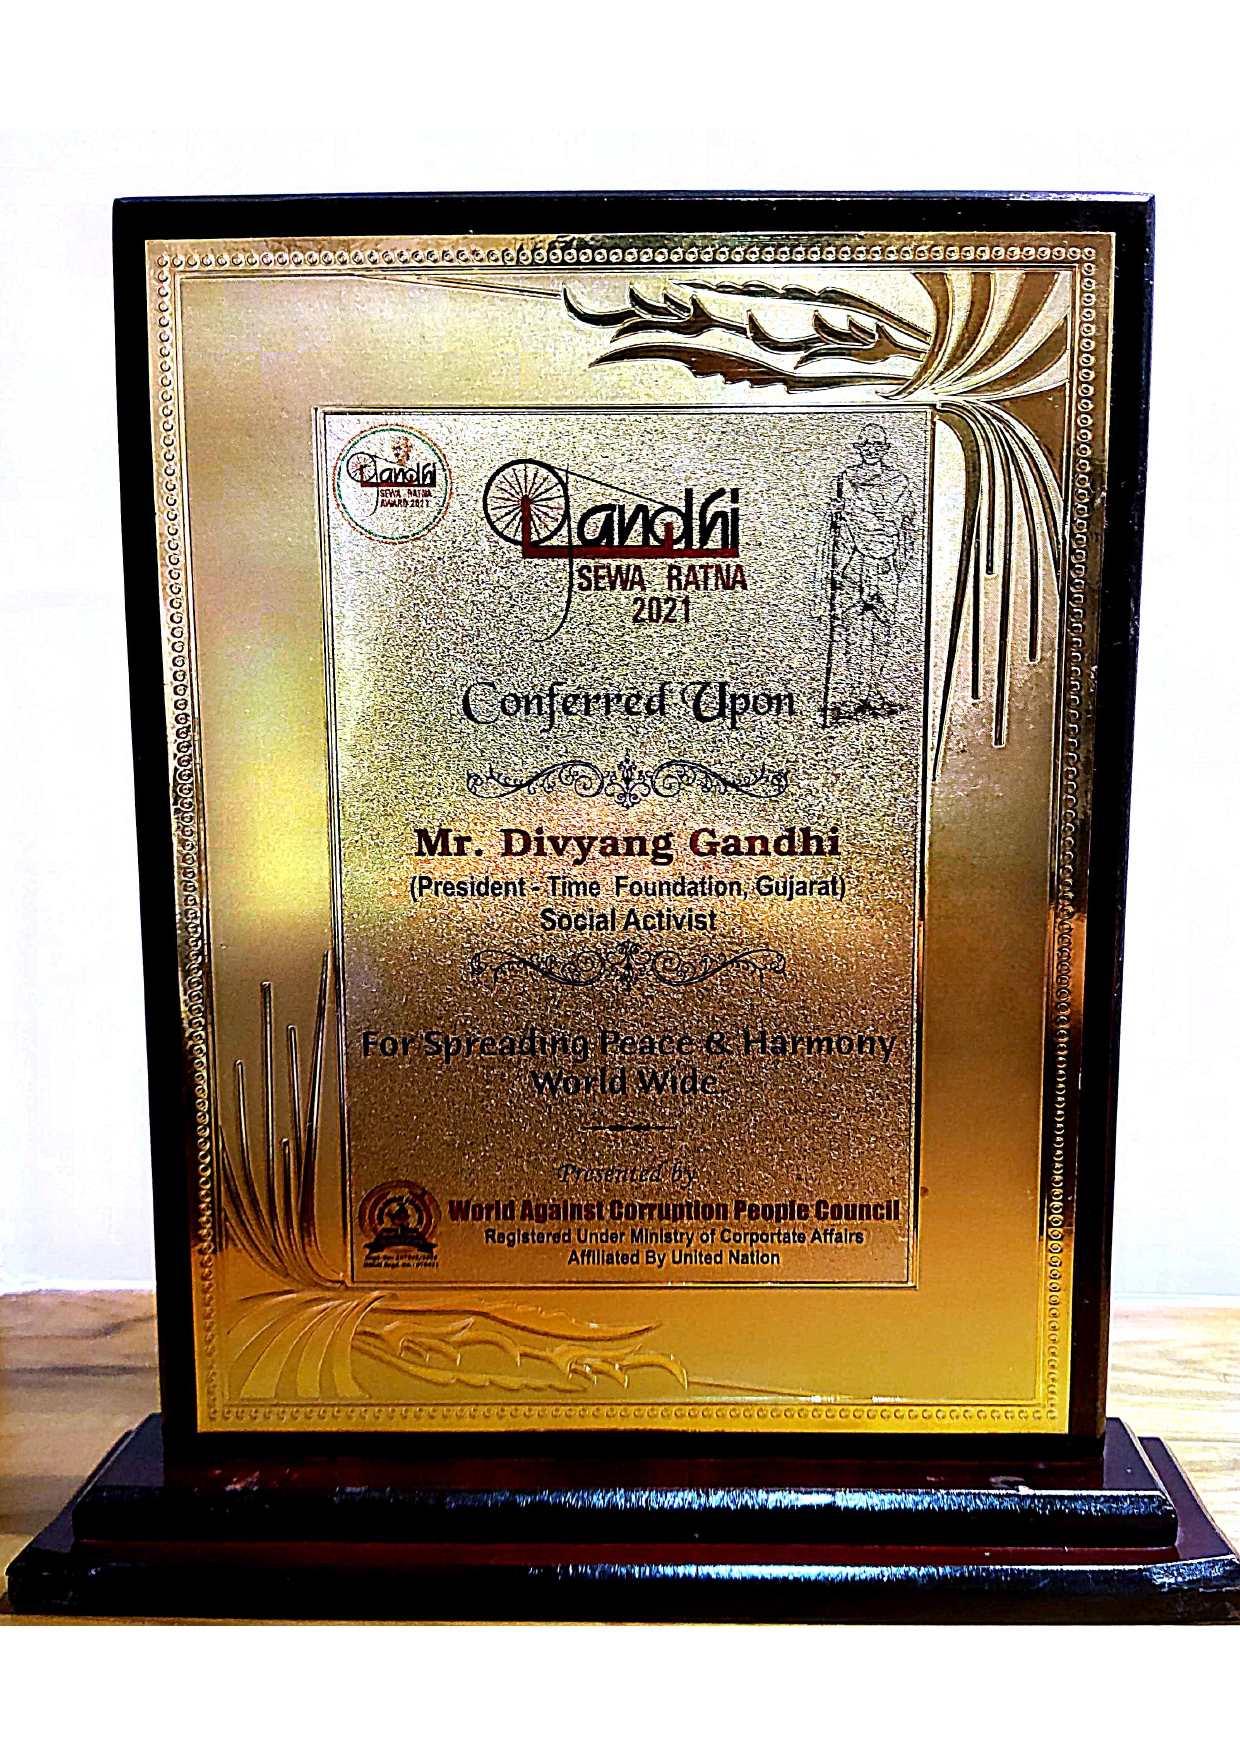 Gandhi
SEWA RATNA
AWARD 2021
Gandhi
SEWA RATNA
2021
Conferred Upon
Mr. Divyang Gandhi
(President - Time Foundation, Gujarat)
Social Activist
For Spreading Peace & Harmony
World Wide
Presented by
World Against Corruption People Council
Registered Under Ministry of Corportate Affairs
Affiliated By United Nation